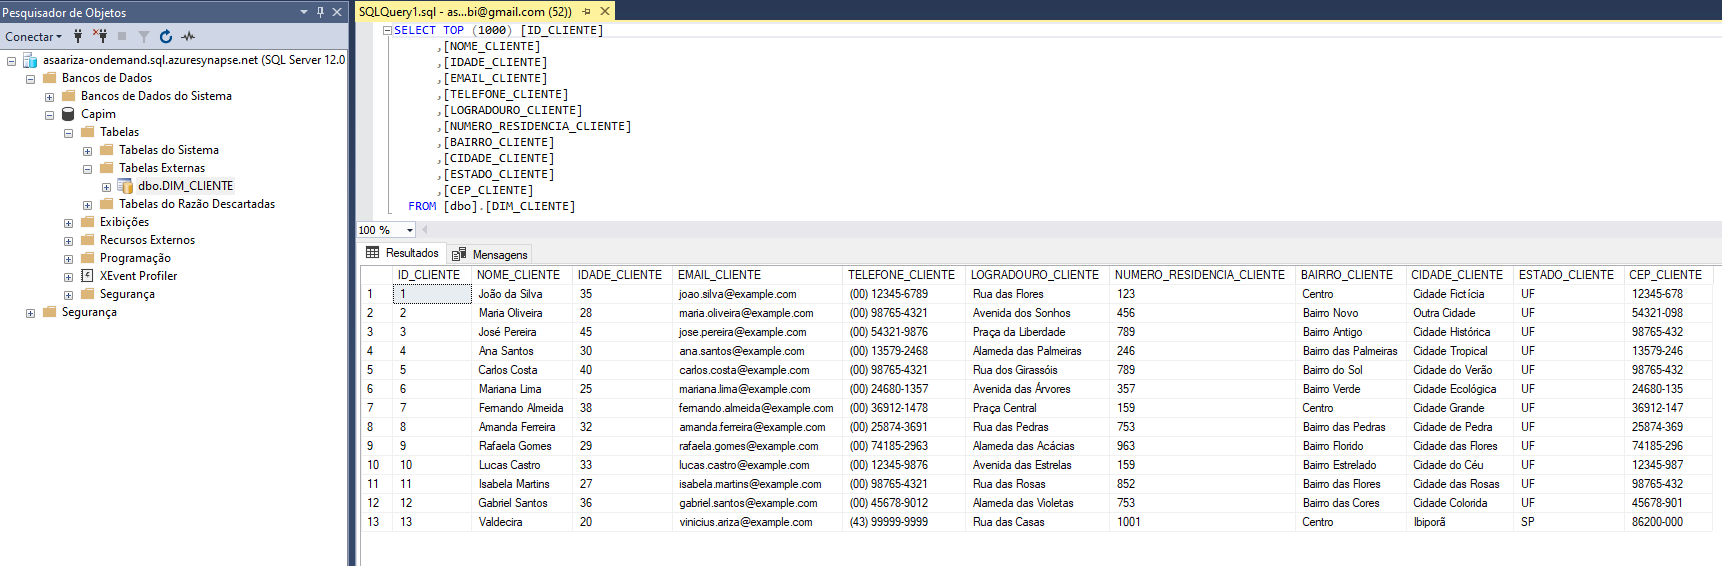 Pesquisador de Objetos
Conectar
asaariza-ondemand.sql.azuresynapse.net (SQL Server 12.0
Bancos de Dados
Bancos de Dados do Sistema
Capim
Tabelas
Tabelas do Sistema
Tabelas Externas
dbo.DIM_CLIENTE
Tabelas do Razão Descartadas
Exibições
Recursos Externos
Programação
XEvent Profiler
Segurança
Segurança
SQLQuery1.sql - as...bi@gmail.com (52))
SELECT TOP (1000) [ID_CLIENTE]
,[NOME_CLIENTE]
,[IDADE_CLIENTE]
,[EMAIL_CLIENTE]
,[TELEFONE_CLIENTE]
,[LOGRADOURO_CLIENTE]
,[NUMERO_RESIDENCIA_CLIENTE]
,[BAIRRO_CLIENTE]
,[CIDADE_CLIENTE]
,[ESTADO_CLIENTE]
,[CEP_CLIENTE]
FROM [dbo].[DIM_CLIENTE]
100 %
Resultados Mensagens
ID_CLIENTE NOME_CLIENTE IDADE_CLIENTE EMAIL_CLIENTE TELEFONE_CLIENTE LOGRADOURO_CLIENTE NUMERO_RESIDENCIA_CLIENTE BAIRRO_CLIENTE CIDADE_CLIENTE ESTADO_CLIENTE CEP_CLIENTE
1 1 João da Silva 35 joao.silva@example.com (00) 12345-6789 Rua das Flores 123 Centro Cidade Fictícia UF 12345-678
2 2 Maria Oliveira 28 maria.oliveira@example.com (00) 98765-4321 Avenida dos Sonhos 456 Bairro Novo Outra Cidade UF 54321-098
3 3 José Pereira 45 jose.pereira@example.com (00) 54321-9876 Praça da Liberdade 789 Bairro Antigo Cidade Histórica UF 98765-432
4 4 Ana Santos 30 ana.santos@example.com (00) 13579-2468 Alameda das Palmeiras 246 Bairro das Palmeiras Cidade Tropical UF 13579-246
5 5 Carlos Costa 40 carlos.costa@example.com (00) 98765-4321 Rua dos Girassóis 789 Bairro do Sol Cidade do Verão UF 98765-432
6 6 Mariana Lima 25 mariana.lima@example.com (00) 24680-1357 Avenida das Árvores 357 Bairro Verde Cidade Ecológica UF 24680-135
7 7 Fernando Almeida 38 fernando.almeida@example.com (00) 36912-1478 Praça Central 159 Centro Cidade Grande UF 36912-147
8 8 Amanda Ferreira 32 amanda.ferreira@example.com (00) 25874-3691 Rua das Pedras 753 Bairro das Pedras Cidade de Pedra UF 25874-369
9 9 Rafaela Gomes 29 rafaela.gomes@example.com (00) 74185-2963 Alameda das Acácias 963 Bairro Florido Cidade das Flores UF 74185-296
10 10 Lucas Castro 33 lucas.castro@example.com (00) 12345-9876 Avenida das Estrelas 159 Bairro Estrelado Cidade do Céu UF 12345-987
11 11 Isabela Martins 27 isabela.martins@example.com (00) 98765-4321 Rua das Rosas 852 Bairro das Flores Cidade das Rosas UF 98765-432
12 12 Gabriel Santos 36 gabriel.santos@example.com (00) 45678-9012 Alameda das Violetas 753 Bairro das Cores Cidade Colorida UF 45678-901
13 13 Valdecira 20 vinicius.ariza@example.com (43) 99999-9999 Rua das Casas 1001 Centro Ibiporã SP 86200-000